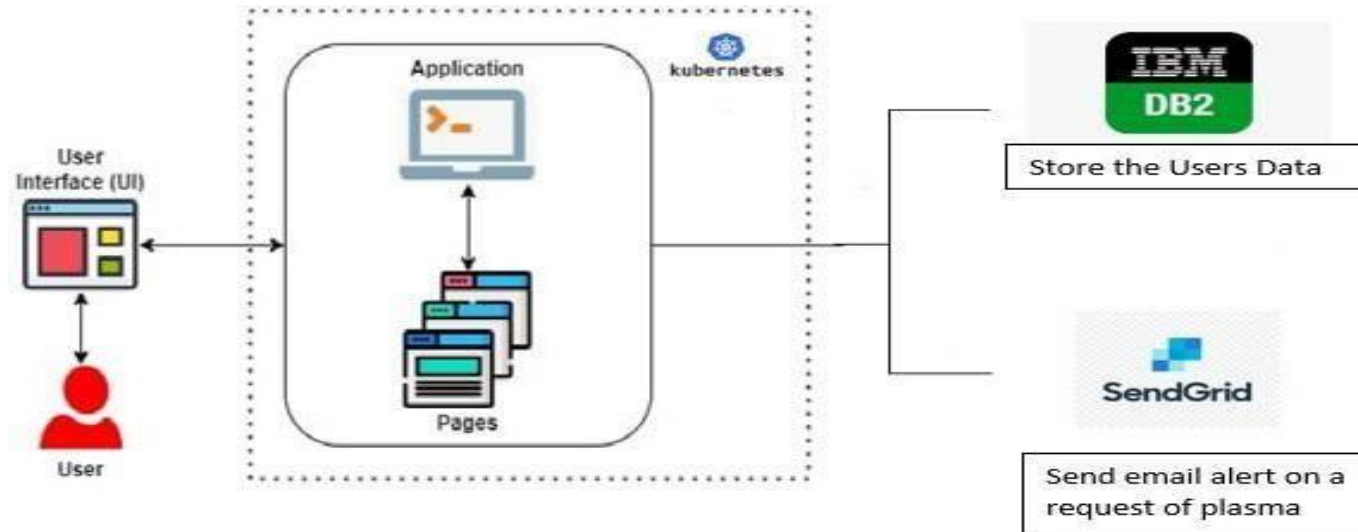 Application
kubernetes
IBM
DB2
Store the Users Data
User
Interface (UI)
SendGrid
Pages
User
Send email alert on a
request of plasma